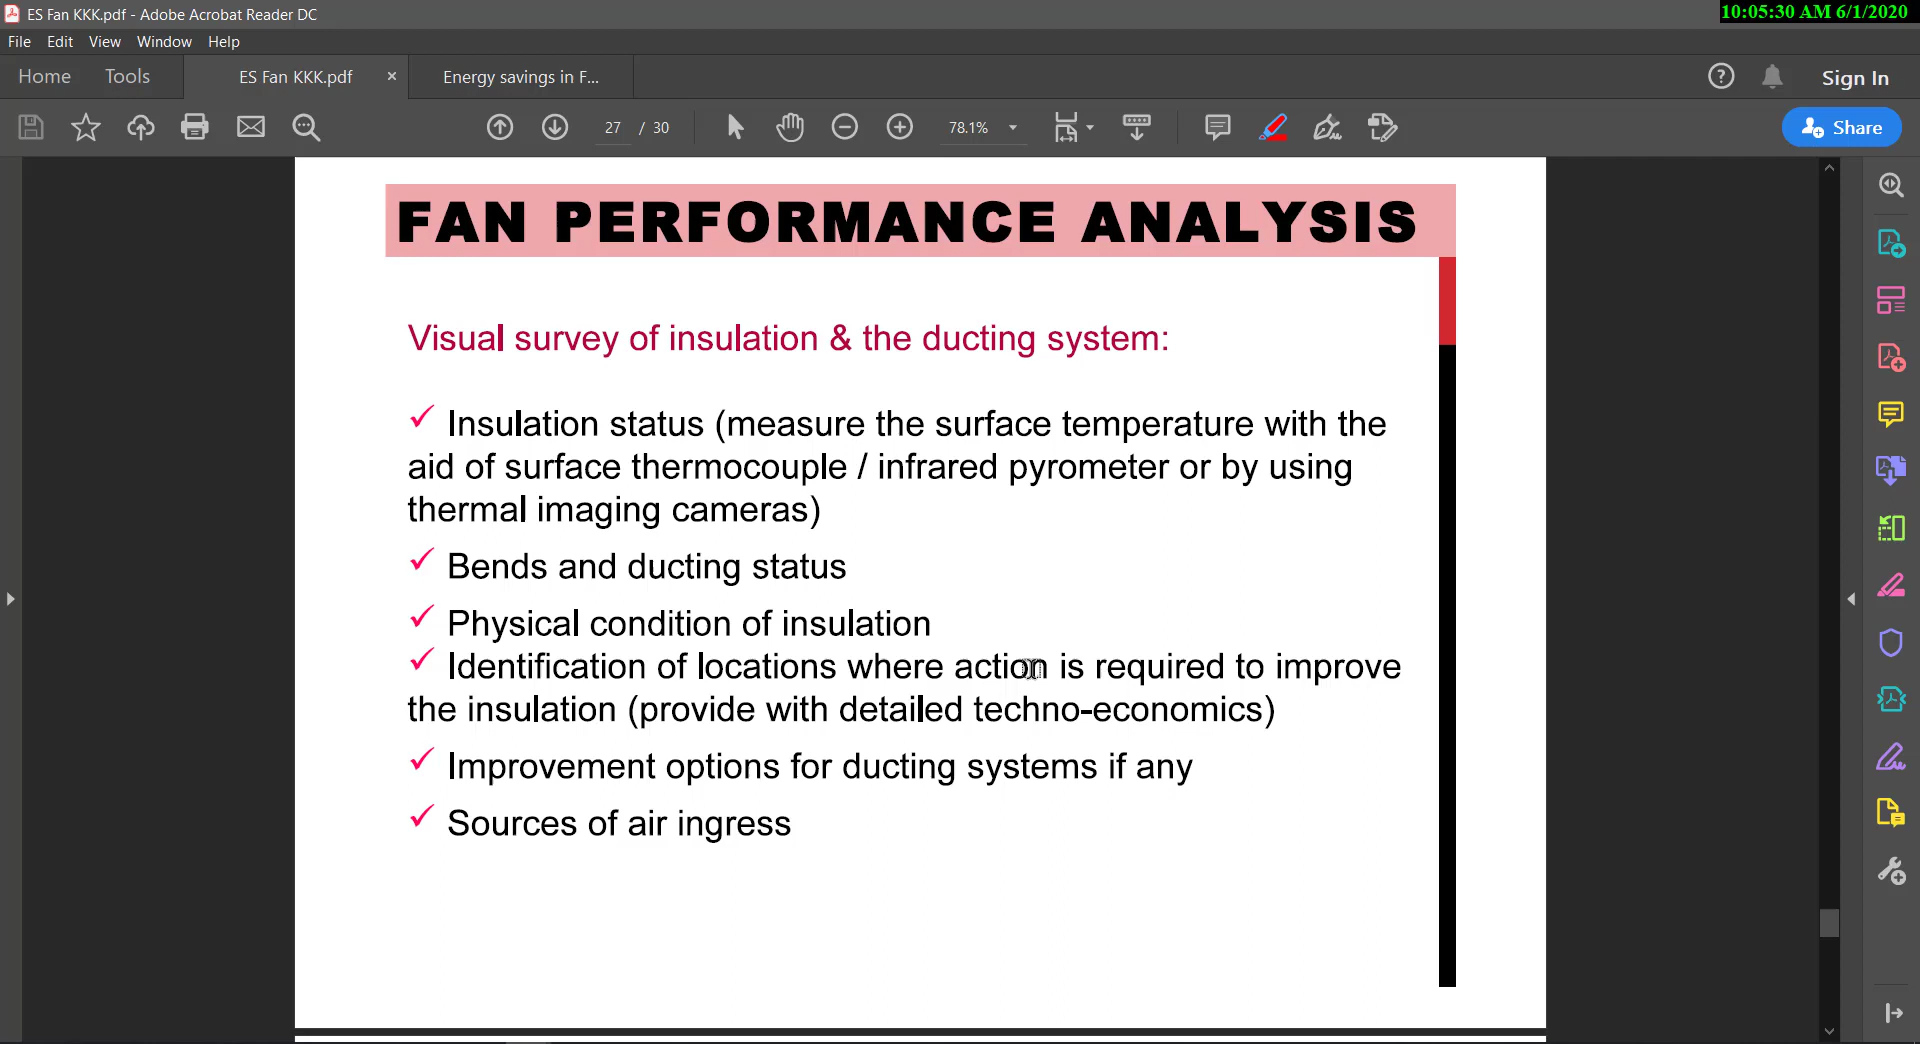 ES Fan KKK.pdf - Adobe Acrobat Reader DC
10:05:30 AM 6/1/2020
File Edit View Window Help
Home Tools ES Fan KKK.pdf × Energy savings in F... ? Sign In
27 / 30 78.1% Share
FAN PERFORMANCE ANALYSIS
Visual survey of insulation & the ducting system:
✓ Insulation status (measure the surface temperature with the
aid of surface thermocouple / infrared pyrometer or by using
thermal imaging cameras)
✓ Bends and ducting status
✓ Physical condition of insulation
✓ Identification of locations where action is required to improve
the insulation (provide with detailed techno-economics)
✓ Improvement options for ducting systems if any
✓ Sources of air ingress